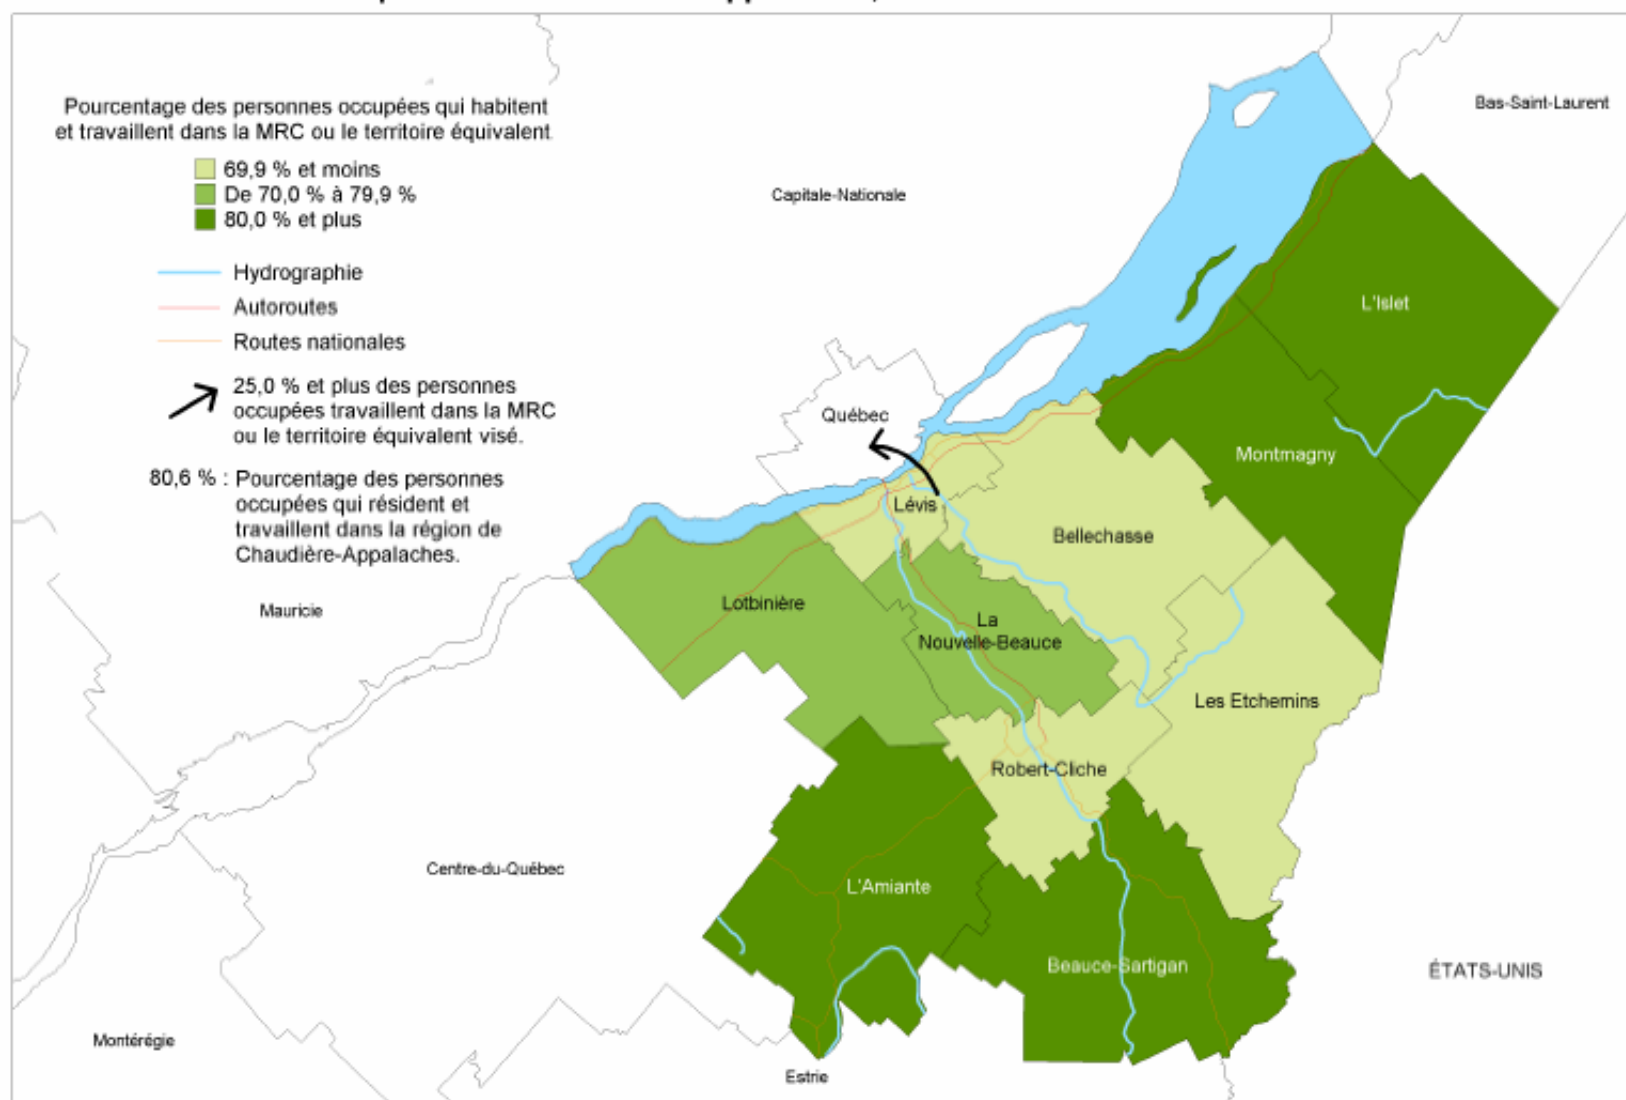 Pourcentage des personnes occupées qui habitent
et travaillent dans la MRC ou le territoire équivalent
69,9 % et moins
De 70,0 % à 79,9 %
80,0 % et plus
Hydrographie
Autoroutes
Routes nationales
25,0 % et plus des personnes
occupées travaillent dans la MRC
ou le territoire équivalent visé.
80,6 % : Pourcentage des personnes
occupées qui résident et
travaillent dans la région de
Chaudière-Appalaches.
Bas-Saint-Laurent
Capitale-Nationale
L'Islet
Québec
Montmagny
Lévis
Bellechasse
Lotbinière
Mauricie
La
Nouvelle-Beauce
Les Etchemins
Robert-Cliche
Centre-du-Québec
L'Amiante
Beauce-Sartigan
ÉTATS-UNIS
Montérégie
Estrie